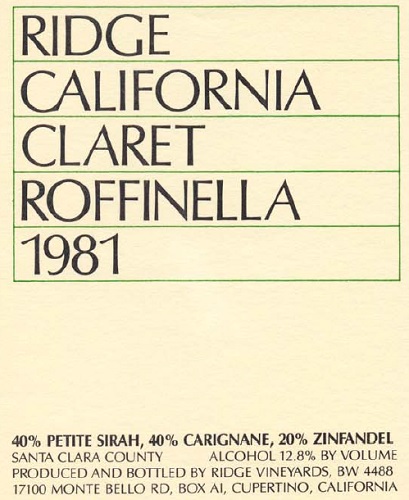 RIDGE
CALIFORNIA
CLARET
ROFFINELLA
1981
40% PETITE SIRAH, 40% CARIGNANE, 20% ZINFANDEL
SANTA CLARA COUNTY ALCOHOL 12.8% BY VOLUME
PRODUCED AND BOTTLED BY RIDGE VINEYARDS, BW 4488
17100 MONTE BELLO RD, BOX AI, CUPERTINO, CALIFORNIA